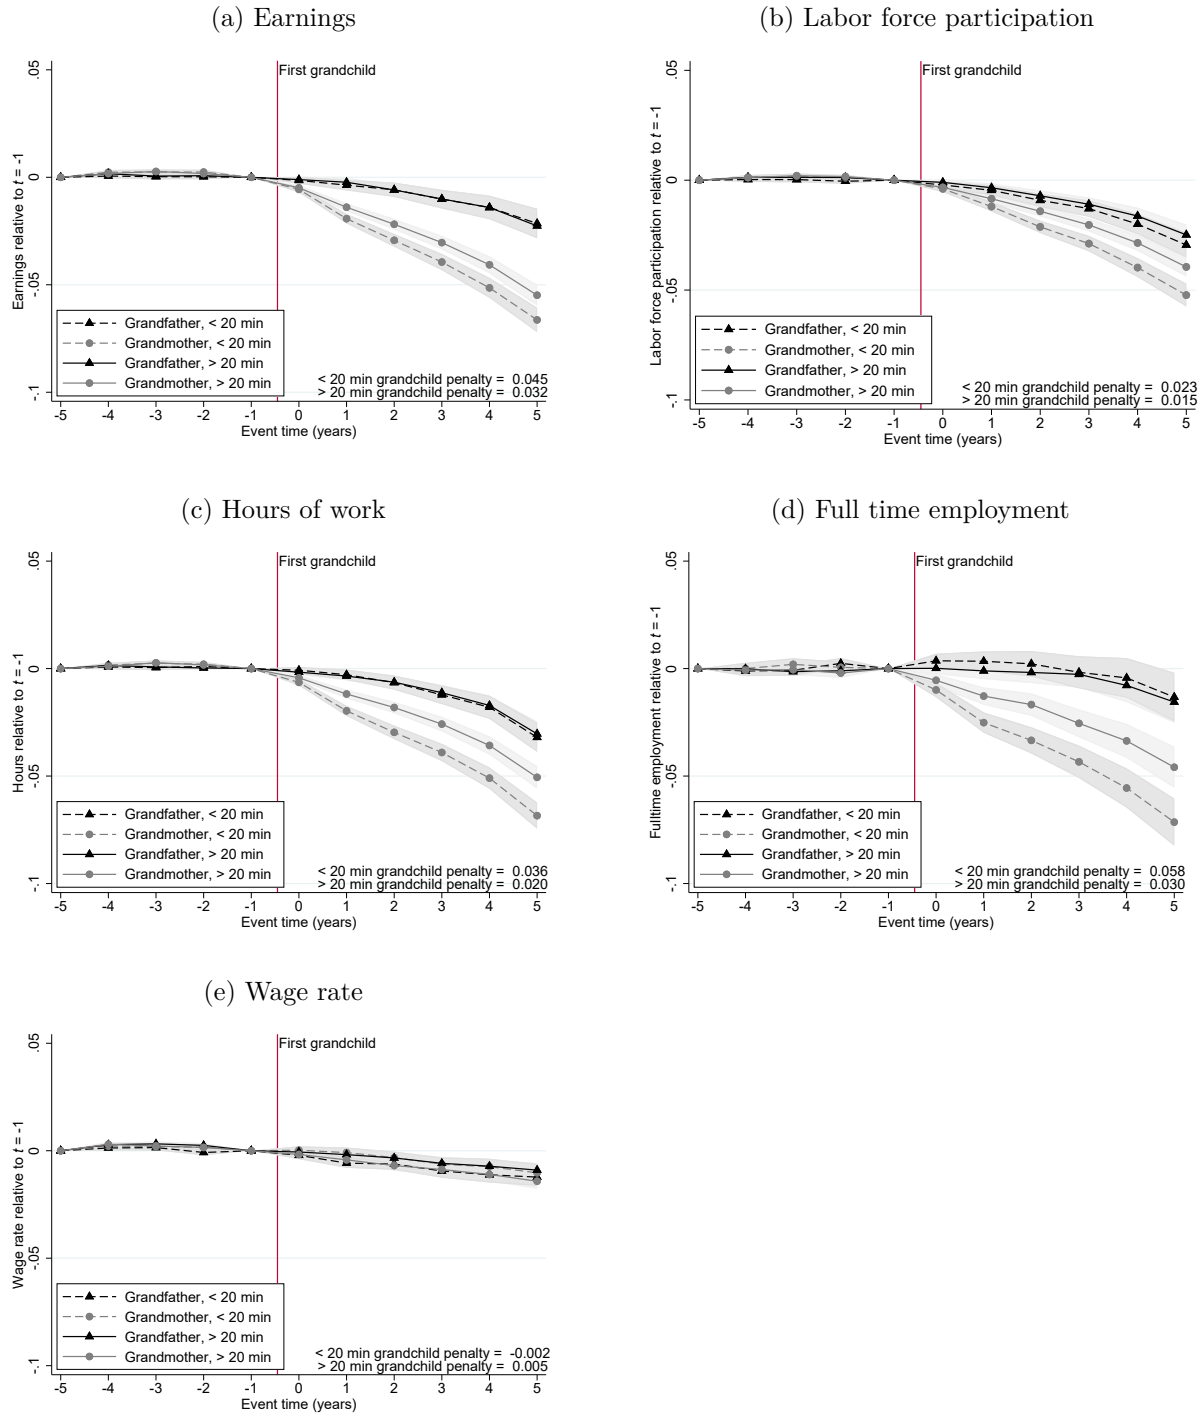 (a) Earnings
.05
0
-.05
-.1
Earnings relative to t = -1
First grandchild
Grandfather, < 20 min
Grandmother, < 20 min
Grandfather, > 20 min
Grandmother, > 20 min
< 20 min grandchild penalty = 0.045
> 20 min grandchild penalty = 0.032
-5 -4 -3 -2 -1 0 1 2 3 4 5
Event time (years)
(b) Labor force participation
.05
0
-.05
-.1
Labor force participation relative to t = -1
First grandchild
Grandfather, < 20 min
Grandmother, < 20 min
Grandfather, > 20 min
Grandmother, > 20 min
< 20 min grandchild penalty = 0.023
> 20 min grandchild penalty = 0.015
-5 -4 -3 -2 -1 0 1 2 3 4 5
Event time (years)
(c) Hours of work
.05
0
-.05
-.1
Hours relative to t = -1
First grandchild
Grandfather, < 20 min
Grandmother, < 20 min
Grandfather, > 20 min
Grandmother, > 20 min
< 20 min grandchild penalty = 0.036
> 20 min grandchild penalty = 0.020
-5 -4 -3 -2 -1 0 1 2 3 4 5
Event time (years)
(d) Full time employment
.05
0
-.05
-.1
Fulltime employment relative to t = -1
First grandchild
Grandfather, < 20 min
Grandmother, < 20 min
Grandfather, > 20 min
Grandmother, > 20 min
< 20 min grandchild penalty = 0.058
> 20 min grandchild penalty = 0.030
-5 -4 -3 -2 -1 0 1 2 3 4 5
Event time (years)
(e) Wage rate
.05
0
-.05
-.1
Wage rate relative to t = -1
First grandchild
Grandfather, < 20 min
Grandmother, < 20 min
Grandfather, > 20 min
Grandmother, > 20 min
< 20 min grandchild penalty = -0.002
> 20 min grandchild penalty = 0.005
-5 -4 -3 -2 -1 0 1 2 3 4 5
Event time (years)